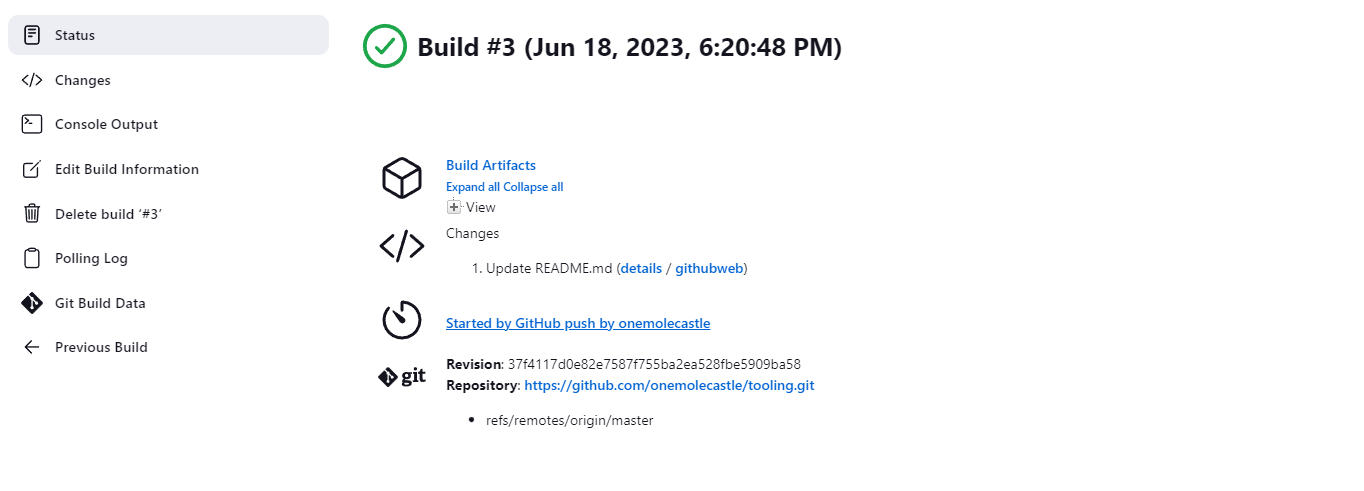 Status
Changes
Console Output
Edit Build Information
Delete build ‘#3’
Polling Log
Git Build Data
Previous Build
Build #3 (Jun 18, 2023, 6:20:48 PM)
Build Artifacts
Expand all Collapse all
View
Changes
1. Update README.md (details / githubweb)
Started by GitHub push by onemolecastle
git
Revision: 37f4117d0e82e7587f755ba2ea528fbe5909ba58
Repository: https://github.com/onemolecastle/tooling.git
• refs/remotes/origin/master